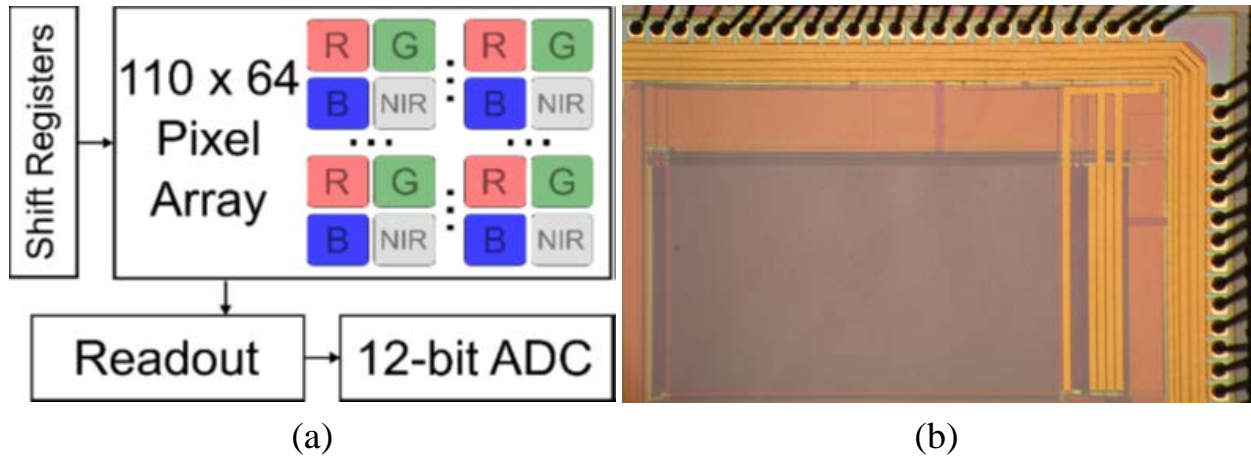 Shift Registers
110 x 64
Pixel
Array
R G R G
B NIR B NIR
R G R G
B NIR B NIR
Readout
12-bit ADC
(a)
(b)